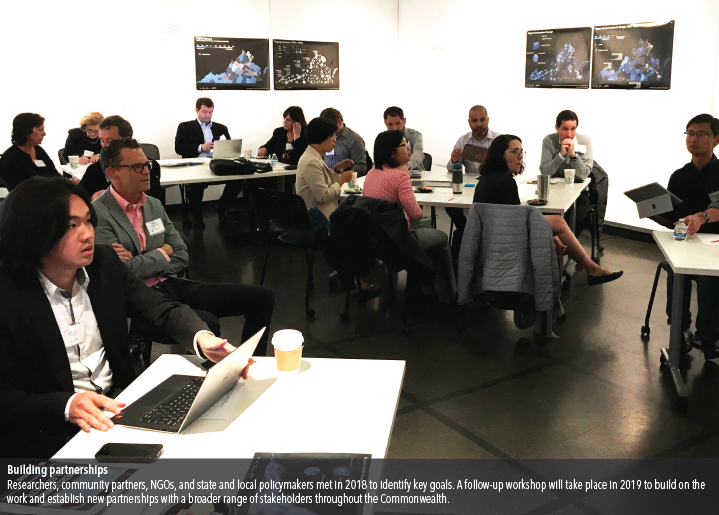 Building partnerships
Researchers, community partners, NGOs, and state and local policymakers met in 2018 to identify key goals. A follow-up workshop will take place in 2019 to build on the
work and establish new partnerships with a broader range of stakeholders throughout the Commonwealth.